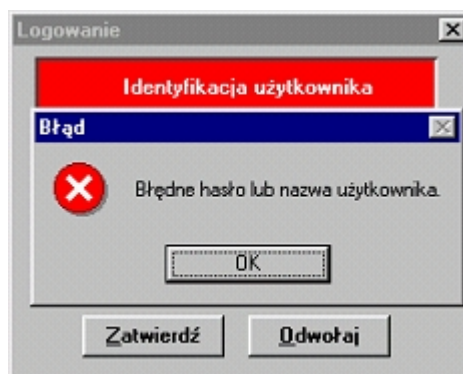 Logowanie
Identyfikacja użytkownika
Błąd
Błędne hasło lub nazwa użytkownika.
OK
Zatwierdź
Odwołaj